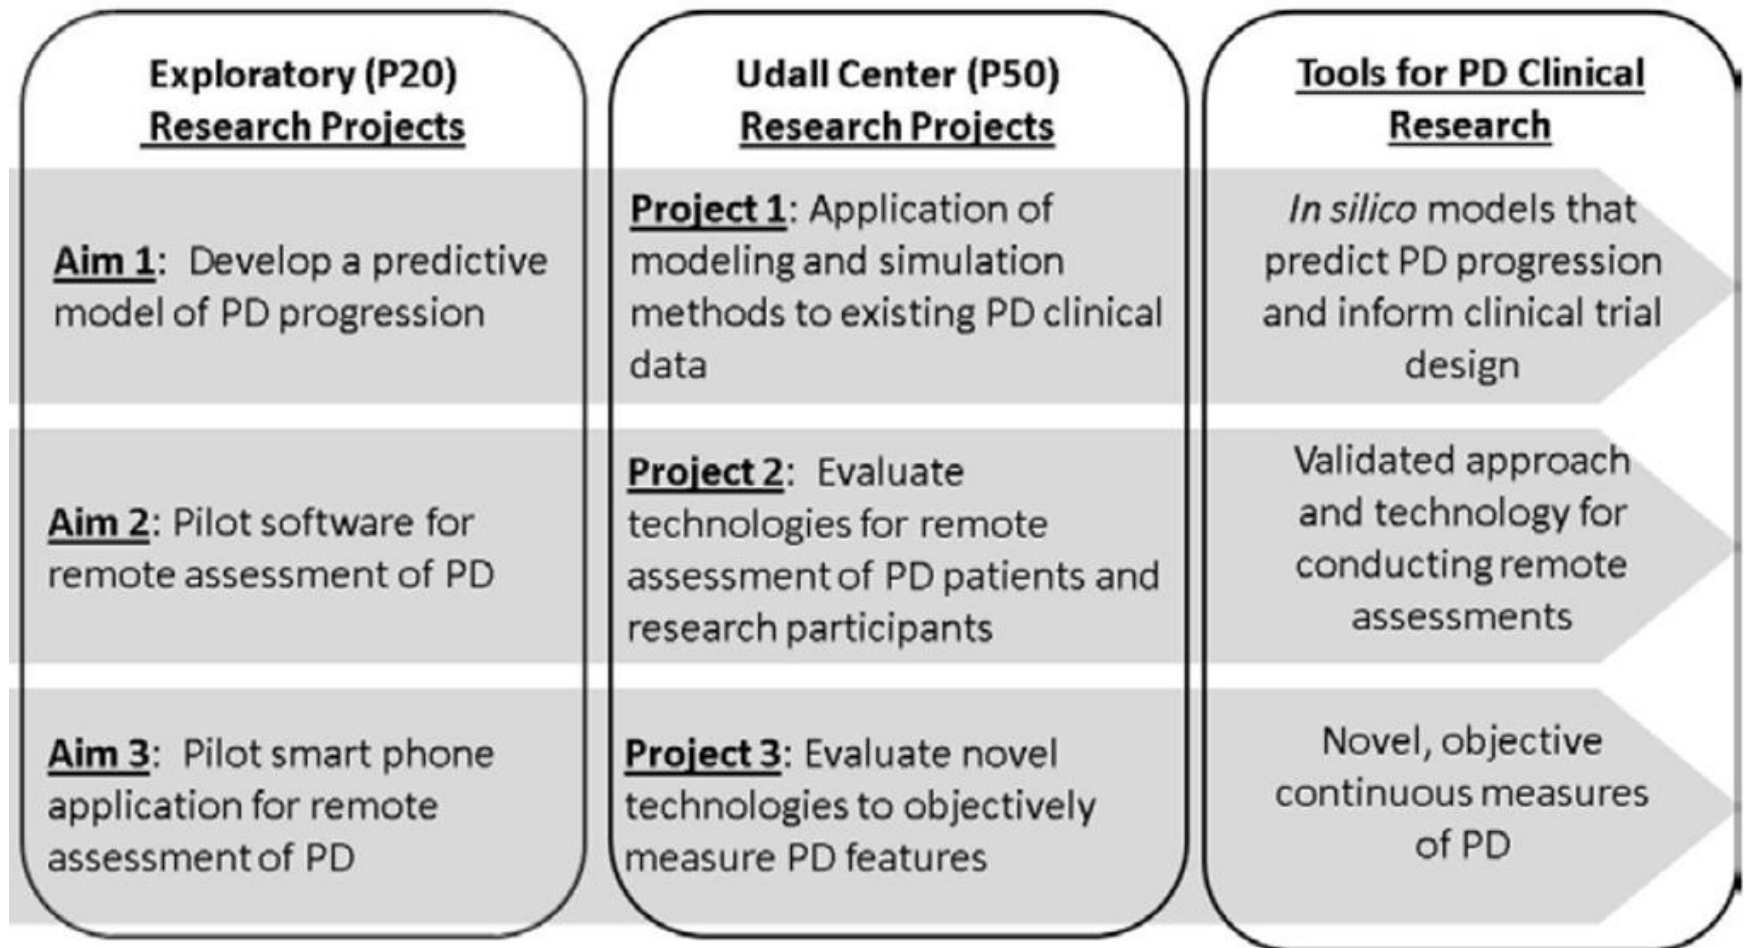 Exploratory (P20)
Research Projects
Aim 1:  Develop a predictive
model of PD progression
Aim 2: Pilot software for
remote assessment of PD
Aim 3:  Pilot smart phone
application for remote
assessment of PD
Udall Center (P50)
Research Projects
Project 1: Application of
modeling and simulation
methods to existing PD clinical
data
Project 2:  Evaluate
technologies for remote
assessment of PD patients and
research participants
Project 3: Evaluate novel
technologies to objectively
measure PD features
Tools for PD Clinical
Research
In silico models that
predict PD progression
and inform clinical trial
design
Validated approach
and technology for
conducting remote
assessments
Novel, objective
continuous measures
of PD